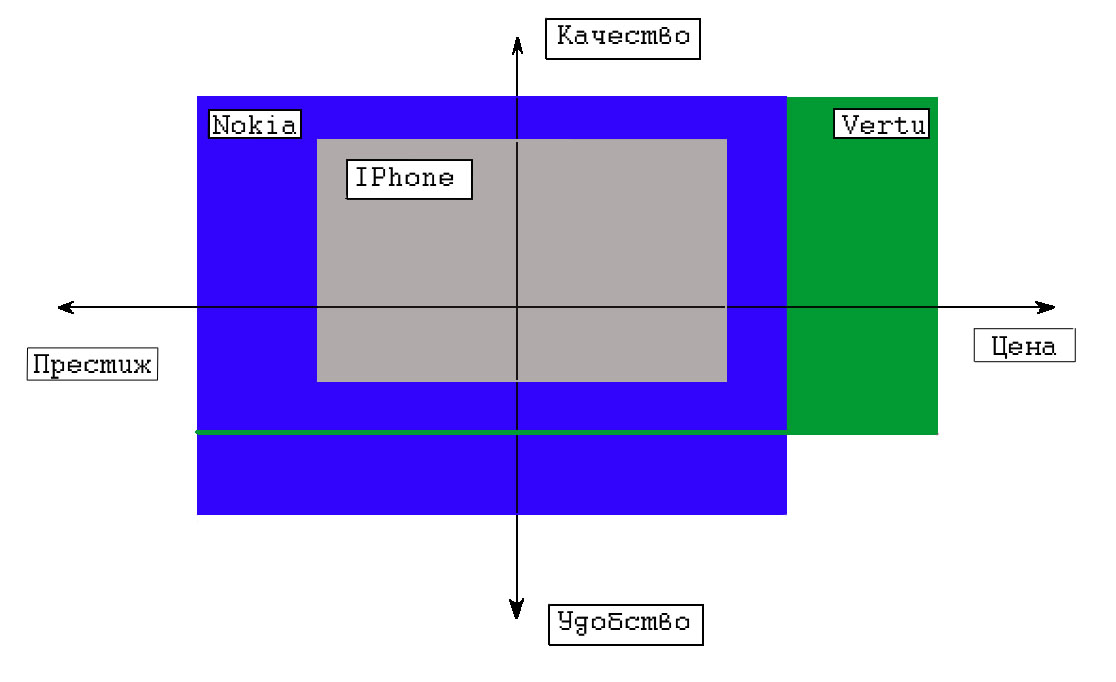 Качество
Nokia
Vertu
IPhone
Престиж
Цена
Удобство